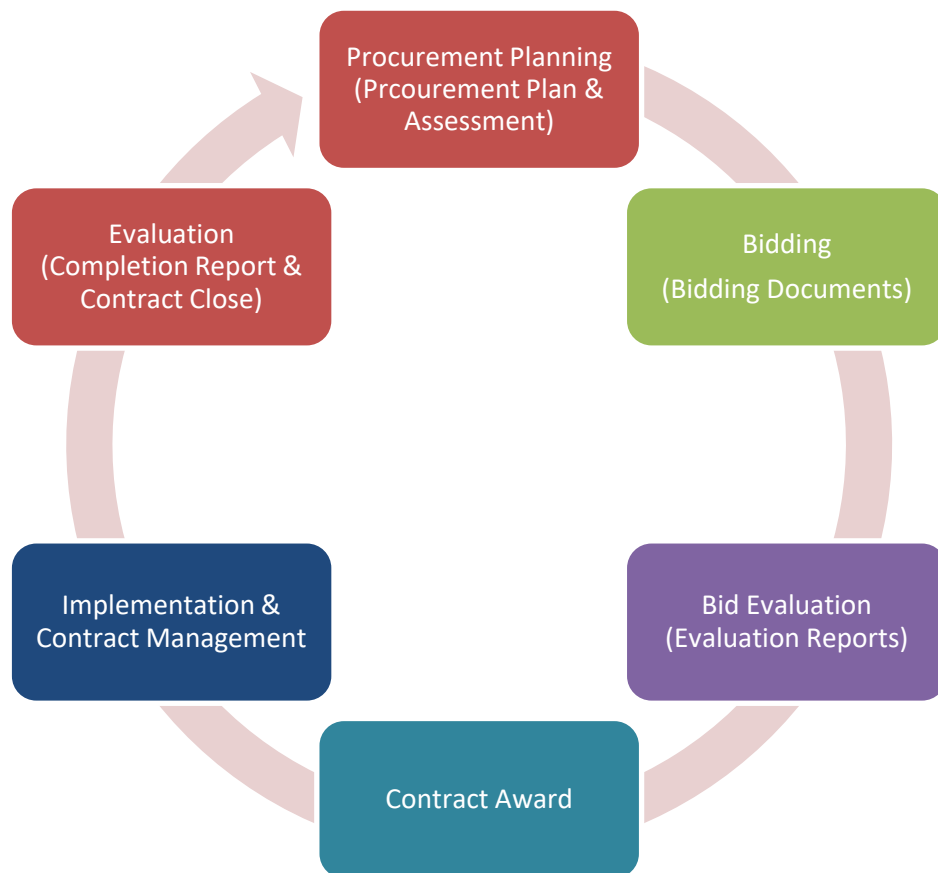 Procurement Planning
(Prcourement Plan &
Assessment)
Bidding
(Bidding Documents)
Bid Evaluation
(Evaluation Reports)
Contract Award
Implementation &
Contract Management
Evaluation
(Completion Report &
Contract Close)